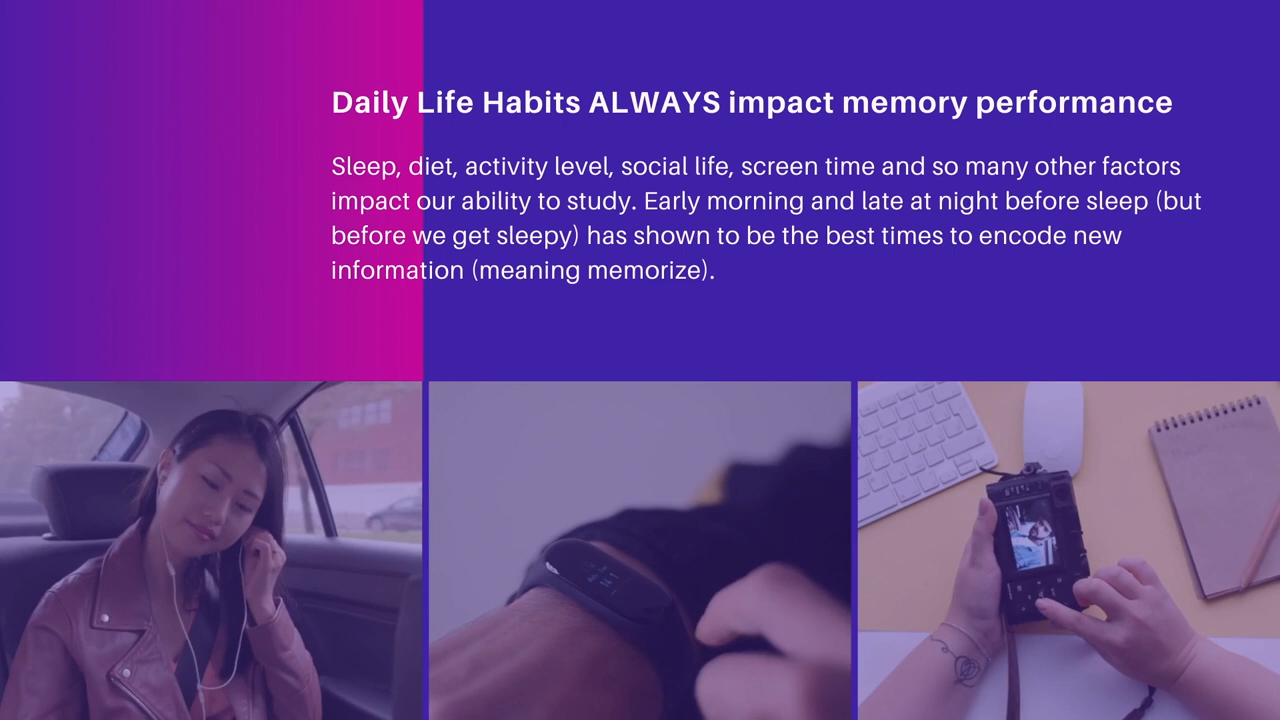 Daily Life Habits ALWAYS impact memory performance
Sleep, diet, activity level, social life, screen time and so many other factors
impact our ability to study. Early morning and late at night before sleep (but
before we get sleepy) has shown to be the best times to encode new
information (meaning memorize).